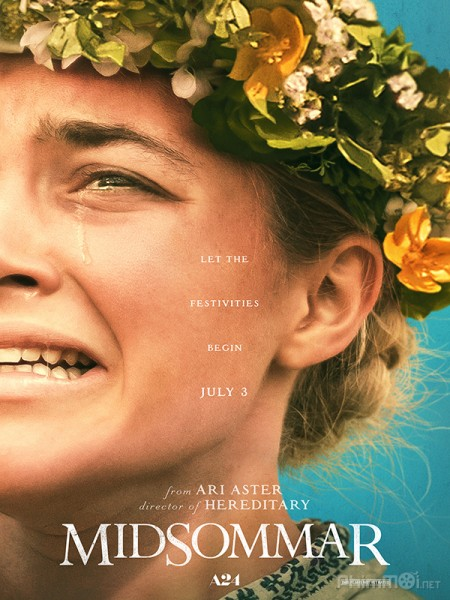 LET THE
FESTIVITIES
BEGIN
JULY 3
from ARI ASTER
director of HEREDITARY
MIDSOMMAR
A24